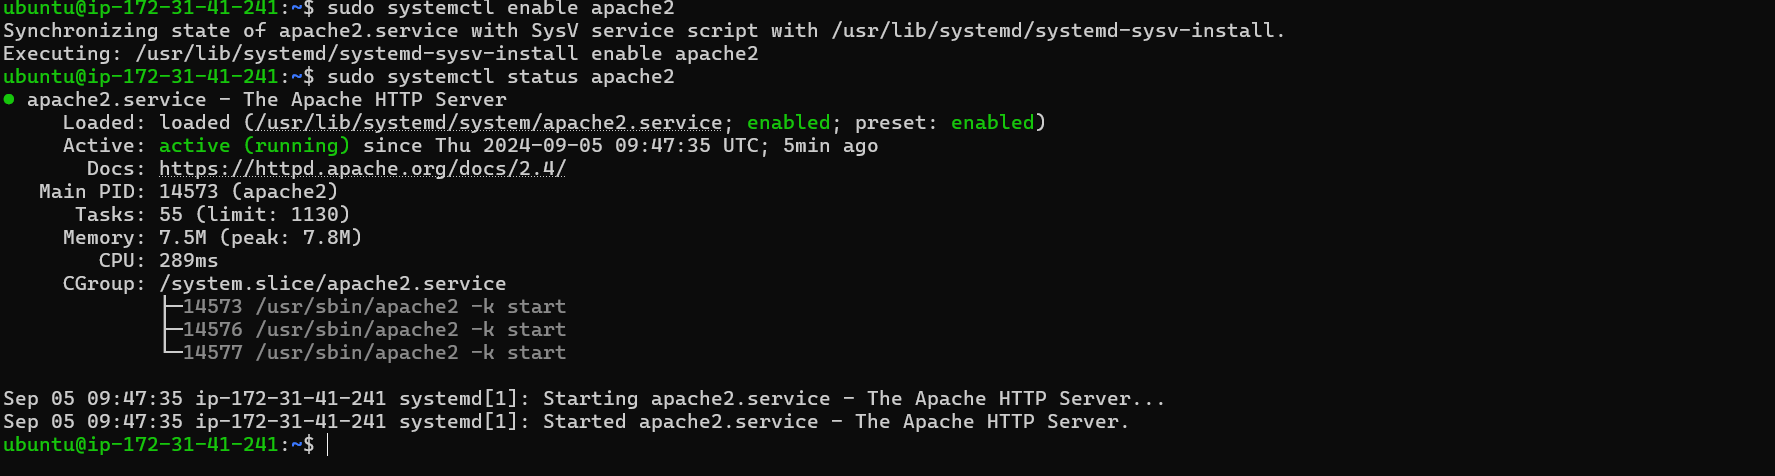 ubuntu@ip-172-31-41-241:~$ sudo systemctl enable apache2
Synchronizing state of apache2.service with SysV service script with /usr/lib/systemd/systemd-sysv-install.
Executing: /usr/lib/systemd/systemd-sysv-install enable apache2
ubuntu@ip-172-31-41-241:~$ sudo systemctl status apache2
● apache2.service - The Apache HTTP Server
     Loaded: loaded (/usr/lib/systemd/system/apache2.service; enabled; preset: enabled)
     Active: active (running) since Thu 2024-09-05 09:47:35 UTC; 5min ago
       Docs: https://httpd.apache.org/docs/2.4/
   Main PID: 14573 (apache2)
      Tasks: 55 (limit: 1130)
     Memory: 7.5M (peak: 7.8M)
        CPU: 289ms
     CGroup: /system.slice/apache2.service
             ├─14573 /usr/sbin/apache2 -k start
             ├─14576 /usr/sbin/apache2 -k start
             └─14577 /usr/sbin/apache2 -k start

Sep 05 09:47:35 ip-172-31-41-241 systemd[1]: Starting apache2.service - The Apache HTTP Server...
Sep 05 09:47:35 ip-172-31-41-241 systemd[1]: Started apache2.service - The Apache HTTP Server.
ubuntu@ip-172-31-41-241:~$